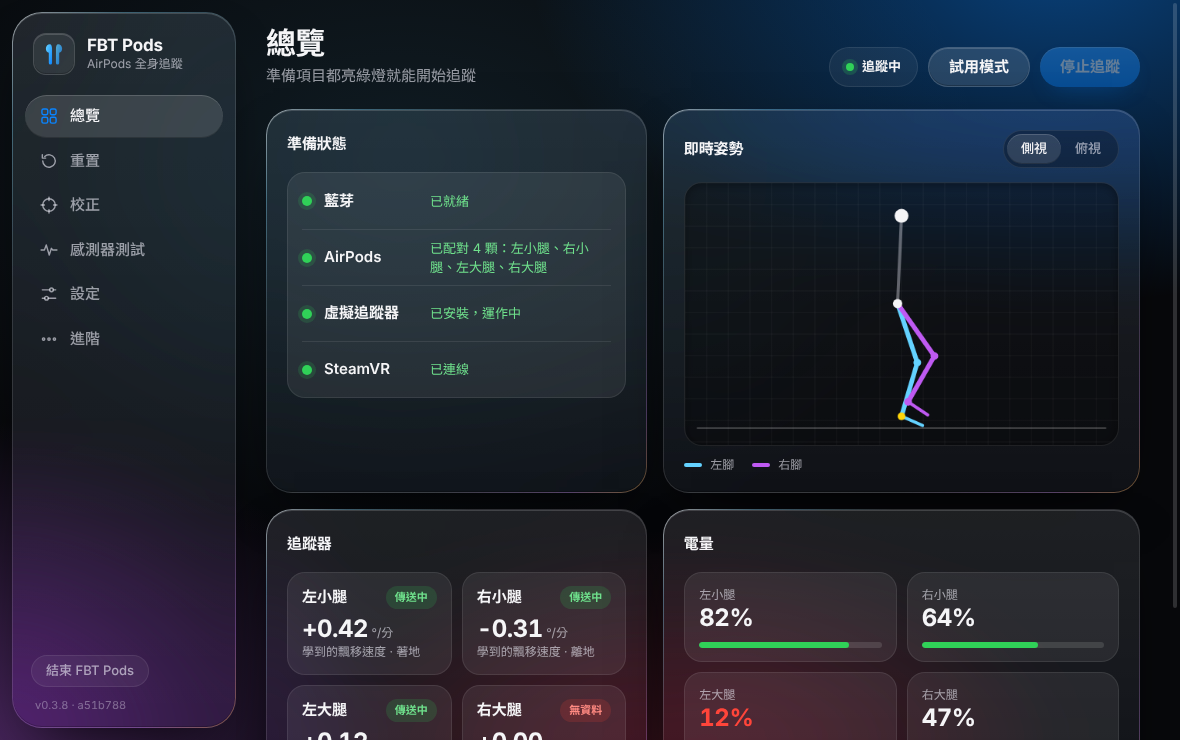 FBT Pods
AirPods 全身追蹤
總覽
重置
校正
感測器測試
設定
進階
結束 FBT Pods
v0.3.8 · a51b788
總覽
準備項目都亮綠燈就能開始追蹤
追蹤中
試用模式
停止追蹤
準備狀態
藍芽
已就緒
AirPods
已配對 4 顆：左小腿、右小
腿、左大腿、右大腿
虛擬追蹤器
已安裝，運作中
SteamVR
已連線
即時姿勢
側視
俯視
左腳
右腳
追蹤器
左小腿
傳送中
+0.42 °/分
學到的飄移速度 · 著地
右小腿
傳送中
-0.31 °/分
學到的飄移速度 · 離地
左大腿
傳送中
+0.12
右大腿
無資料
+0.00
電量
左小腿
82%
右小腿
64%
左大腿
12%
右大腿
47%